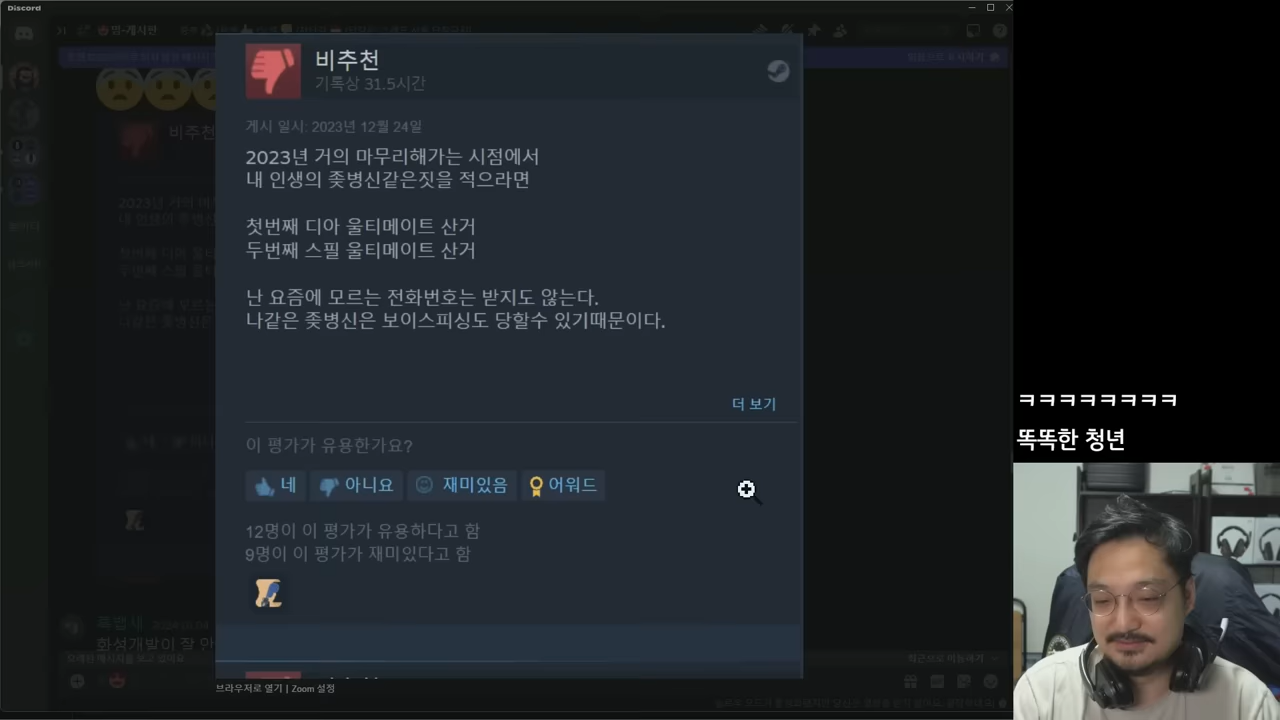 Discord
비추천
기록상 31.5시간
게시 일시: 2023년 12월 24일
2023년 거의 마무리해가는 시점에서
내 인생의 좆병신같은짓을 적으라면
첫번째 디아 울티메이트 산거
두번째 스필 울티메이트 산거
난 요즘에 모르는 전화번호는 받지도 않는다.
나같은 좆병신은 보이스피싱도 당할수 있기때문이다.
더 보기
이 평가가 유용한가요?
네
아니요
재미있음
어워드
12명이 이 평가가 유용하다고 함
9명이 이 평가가 재미있다고 함
브라우저로 열기 | Zoom 설정
ㅋㅋㅋㅋㅋㅋㅋㅋ
똑똑한 청년